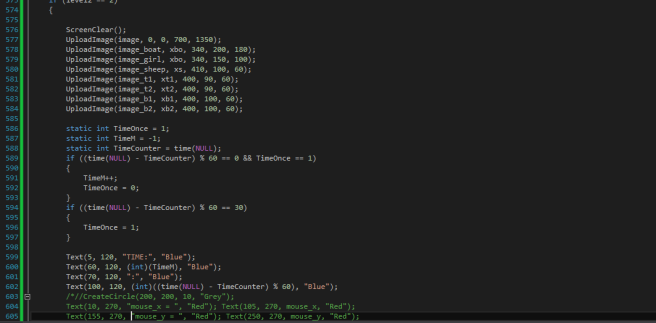 573 if (level2 == 2)
574 {
575
576 ScreenClear();
577 UploadImage(image, 0, 0, 700, 1350);
578 UploadImage(image_boat, xbo, 340, 200, 180);
579 UploadImage(image_girl, xbo, 340, 150, 100);
580 UploadImage(image_sheep, xs, 410, 100, 60);
581 UploadImage(image_t1, xt1, 400, 90, 60);
582 UploadImage(image_t2, xt2, 400, 90, 60);
583 UploadImage(image_b1, xb1, 400, 100, 60);
584 UploadImage(image_b2, xb2, 400, 100, 60);
585
586 static int TimeOnce = 1;
587 static int TimeM = -1;
588 static int TimeCounter = time(NULL);
589 if ((time(NULL) - TimeCounter) % 60 == 0 && TimeOnce == 1)
590 {
591 TimeM++;
592 TimeOnce = 0;
593 }
594 if ((time(NULL) - TimeCounter) % 60 == 30)
595 {
596 TimeOnce = 1;
597 }
598
599 Text(5, 120, "TIME:", "Blue");
600 Text(60, 120, (int)(TimeM), "Blue");
601 Text(70, 120, ":", "Blue");
602 Text(100, 120, (int)((time(NULL) - TimeCounter) % 60), "Blue");
603 /*//CreateCircle(200, 200, 10, "Grey");
604 Text(10, 270, "mouse_x = ", "Red"); Text(105, 270, mouse_x, "Red");
605 Text(155, 270, "mouse_y = ", "Red"); Text(250, 270, mouse_y, "Red");